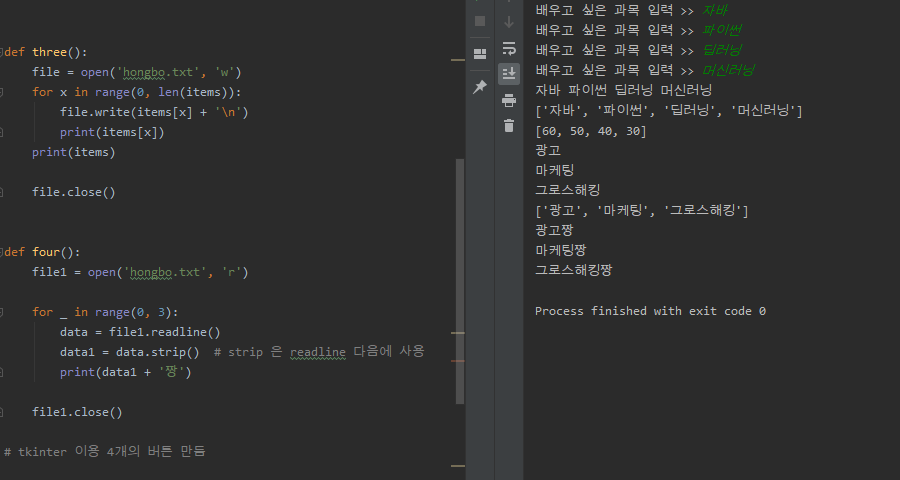 def three():
    file = open('hongbo.txt', 'w')
    for x in range(0, len(items)):
        file.write(items[x] + '\n')
        print(items[x])
    print(items)
    file.close()
def four():
    file1 = open('hongbo.txt', 'r')
    for _ in range(0, 3):
        data = file1.readline()
        data1 = data.strip()  # strip 은 readline 다음에 사용
        print(data1 + '짱')
    file1.close()
# tkinter 이용 4개의 버튼 만듦
배우고 싶은 과목 입력 >> 자바
배우고 싶은 과목 입력 >> 파이썬
배우고 싶은 과목 입력 >> 딥러닝
배우고 싶은 과목 입력 >> 머신러닝
자바 파이썬 딥러닝 머신러닝
['자바', '파이썬', '딥러닝', '머신러닝']
[60, 50, 40, 30]
광고
마케팅
그로스해킹
['광고', '마케팅', '그로스해킹']
광고짱
마케팅짱
그로스해킹짱
Process finished with exit code 0